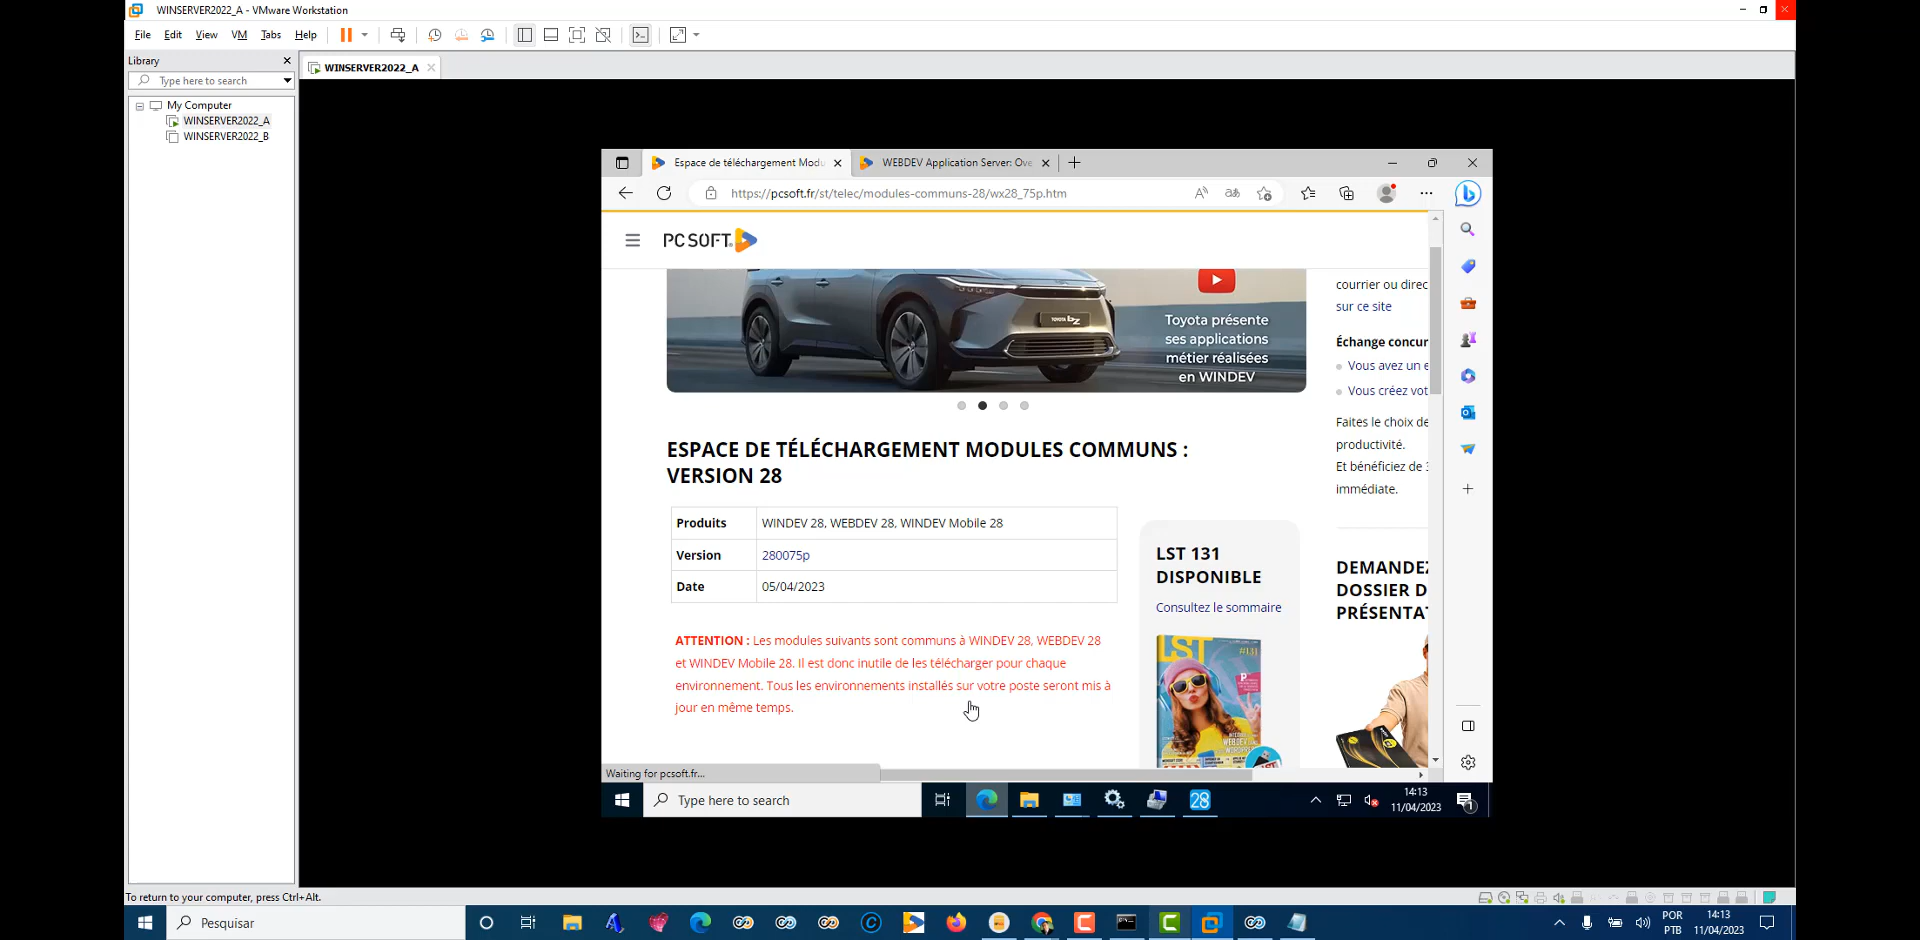 WINSERVER2022_A - VMware Workstation
File Edit View VM Tabs Help
Library
WINSERVER2022_A
Type here to search
My Computer
WINSERVER2022_A
WINSERVER2022_B
Espace de téléchargement Modu
WEBDEV Application Server: Ove
https://pcsoft.fr/st/telec/modules-communs-28/wx28_75p.htm
PC SOFT
Toyota présente
ses applications
métier réalisées
en WINDEV
TOYOTA bz
courrier ou direc
sur ce site
Échange concur
Vous avez un e
Vous créez vot
Faites le choix de
productivité.
Et bénéficiez de 3
immédiate.
ESPACE DE TÉLÉCHARGEMENT MODULES COMMUNS :
VERSION 28
Produits WINDEV 28, WEBDEV 28, WINDEV Mobile 28
Version 280075p
Date 05/04/2023
ATTENTION : Les modules suivants sont communs à WINDEV 28, WEBDEV 28
et WINDEV Mobile 28. Il est donc inutile de les télécharger pour chaque
environnement. Tous les environnements installés sur votre poste seront mis à
jour en même temps.
LST 131
DISPONIBLE
Consultez le sommaire
LST
#131
DEMANDEZ
DOSSIER D
PRÉSENTAT
Waiting for pcsoft.fr...
Type here to search
28
14:13
11/04/2023
1
To return to your computer, press Ctrl+Alt.
Pesquisar
POR
PTB
14:13
11/04/2023